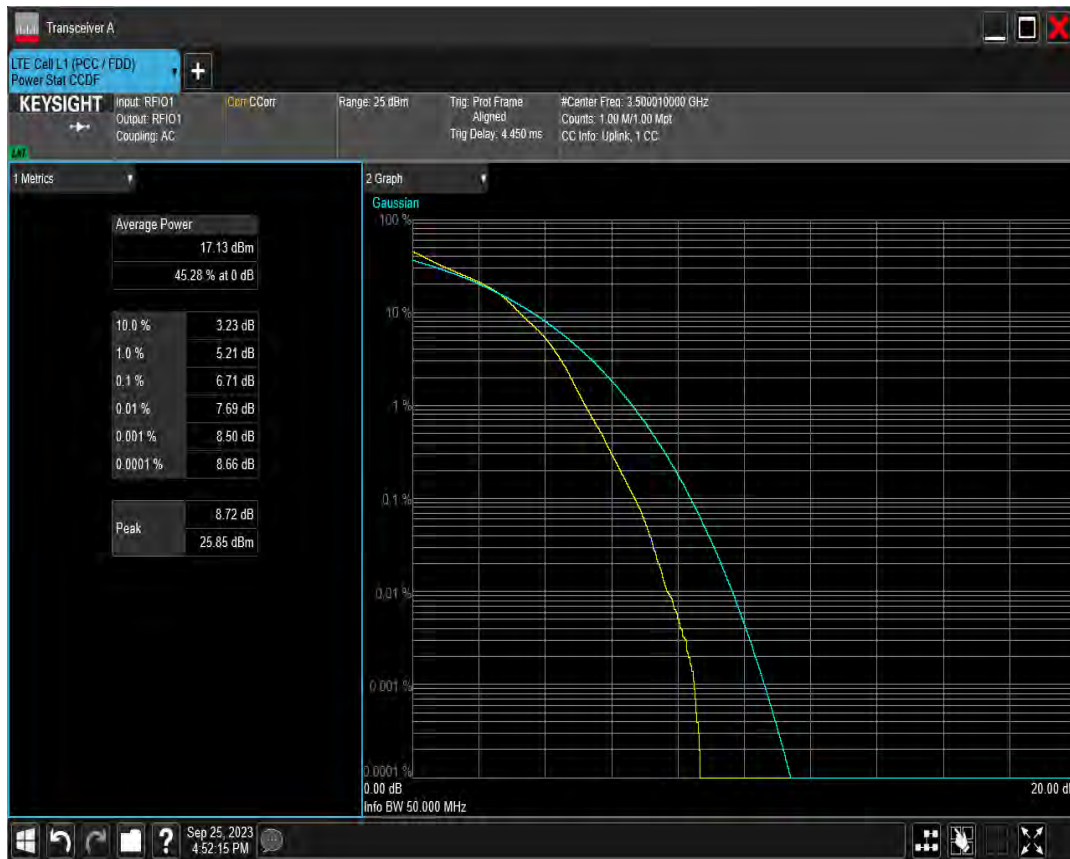 Transceiver A
LTE Cell L1 (PCC / FDD)
Power Stat CCDF
KEYSIGHT
Input: RFIO1
Output: RFIO1
Coupling: AC
Corr CCorr
Range: 25 dBm
Trig: Prot Frame
Aligned
Trig Delay: 4.450 ms
#Center Freq: 3.500010000 GHz
Counts: 1.00 M/1.00 Mpt
CC Info: Uplink, 1 CC
1 Metrics
Average Power
17.13 dBm
45.28 % at 0 dB
10.0 % 3.23 dB
1.0 % 5.21 dB
0.1 % 6.71 dB
0.01 % 7.69 dB
0.001 % 8.50 dB
0.0001 % 8.66 dB
Peak
8.72 dB
25.85 dBm
2 Graph
Gaussian
100 %
10 %
1 %
0.1 %
0.01 %
0.001 %
0.0001 %
0.00 dB
20.00 d
Info BW 50.000 MHz
Sep 25, 2023
4:52:15 PM